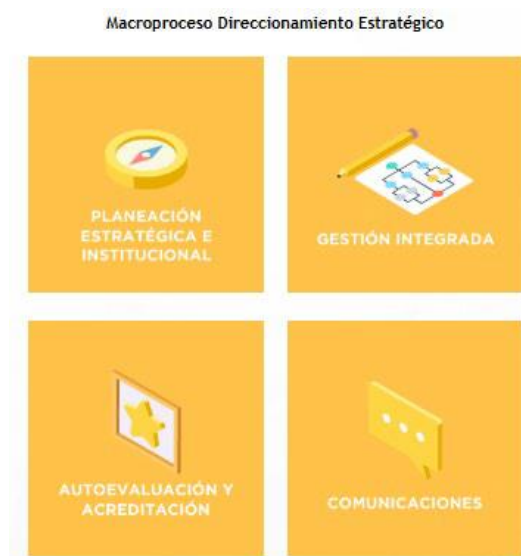 Macroproceso Direccionamiento Estratégico
PLANEACIÓN
ESTRATÉGICA E
INSTITUCIONAL
GESTIÓN INTEGRADA
AUTOEVALUACIÓN Y
ACREDITACIÓN
COMUNICACIONES